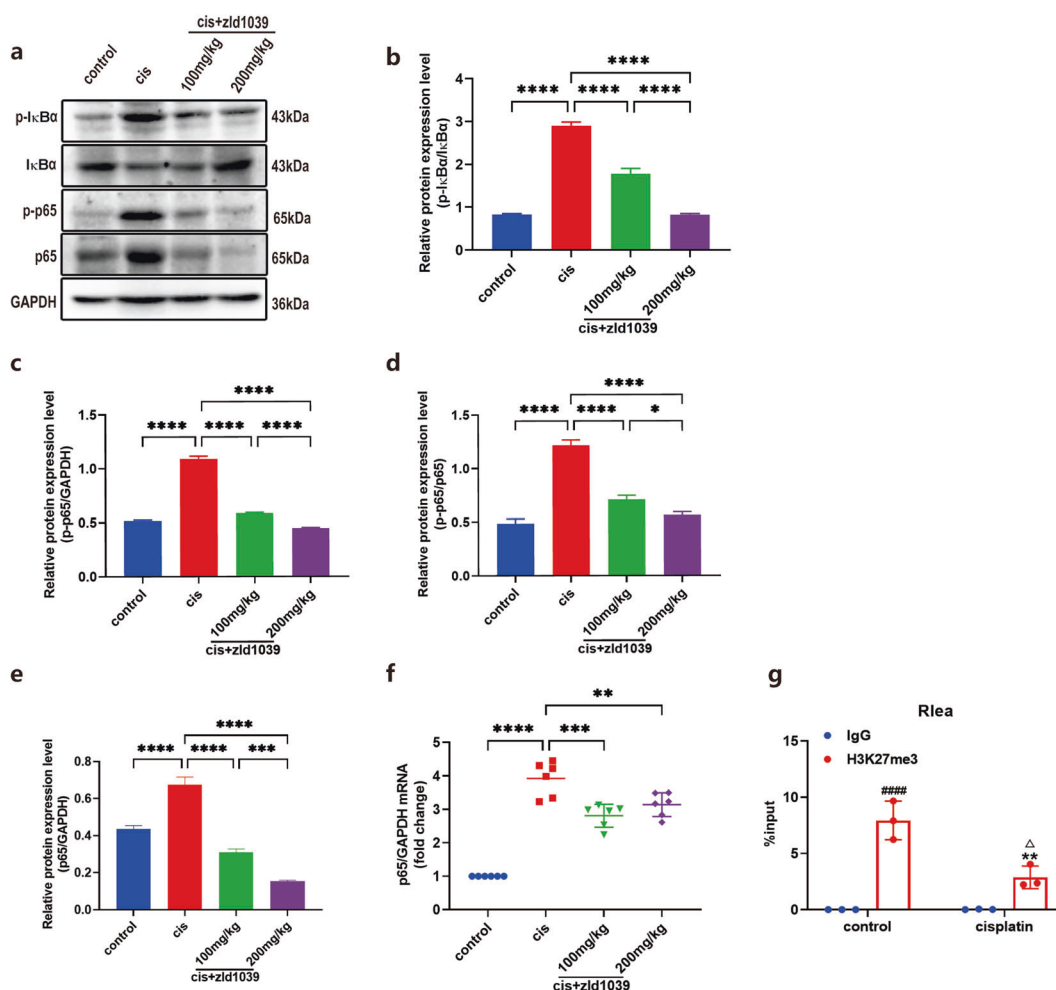 a
cis+zld1039
control
cis
100mg/kg
200mg/kg
p-IκBα
43kDa
IκBα
43kDa
p-p65
65kDa
p65
65kDa
GAPDH
36kDa
b
Relative protein expression level
(p-IκBα/IκBα)
4
3
2
1
0
****
**** **** ****
control
cis
100mg/kg
200mg/kg
cis+zld1039
c
Relative protein expression level
(p-p65/GAPDH)
1.5
1.0
0.5
0.0
****
**** **** ****
control
cis
100mg/kg
200mg/kg
cis+zld1039
d
Relative protein expression level
(p-p65/p65)
1.5
1.0
0.5
0.0
****
**** **** *
control
cis
100mg/kg
200mg/kg
cis+zld1039
e
Relative protein expression level
(p65/GAPDH)
0.8
0.6
0.4
0.2
0.0
****
**** **** ***
control
cis
100mg/kg
200mg/kg
cis+zld1039
f
p65/GAPDH mRNA
(fold change)
5
4
3
2
1
0
**
**** ***
control
cis
100mg/kg
200mg/kg
cis+zld1039
g
Rlea
IgG
H3K27me3
%input
15
10
5
0
####
△
**
control
cisplatin